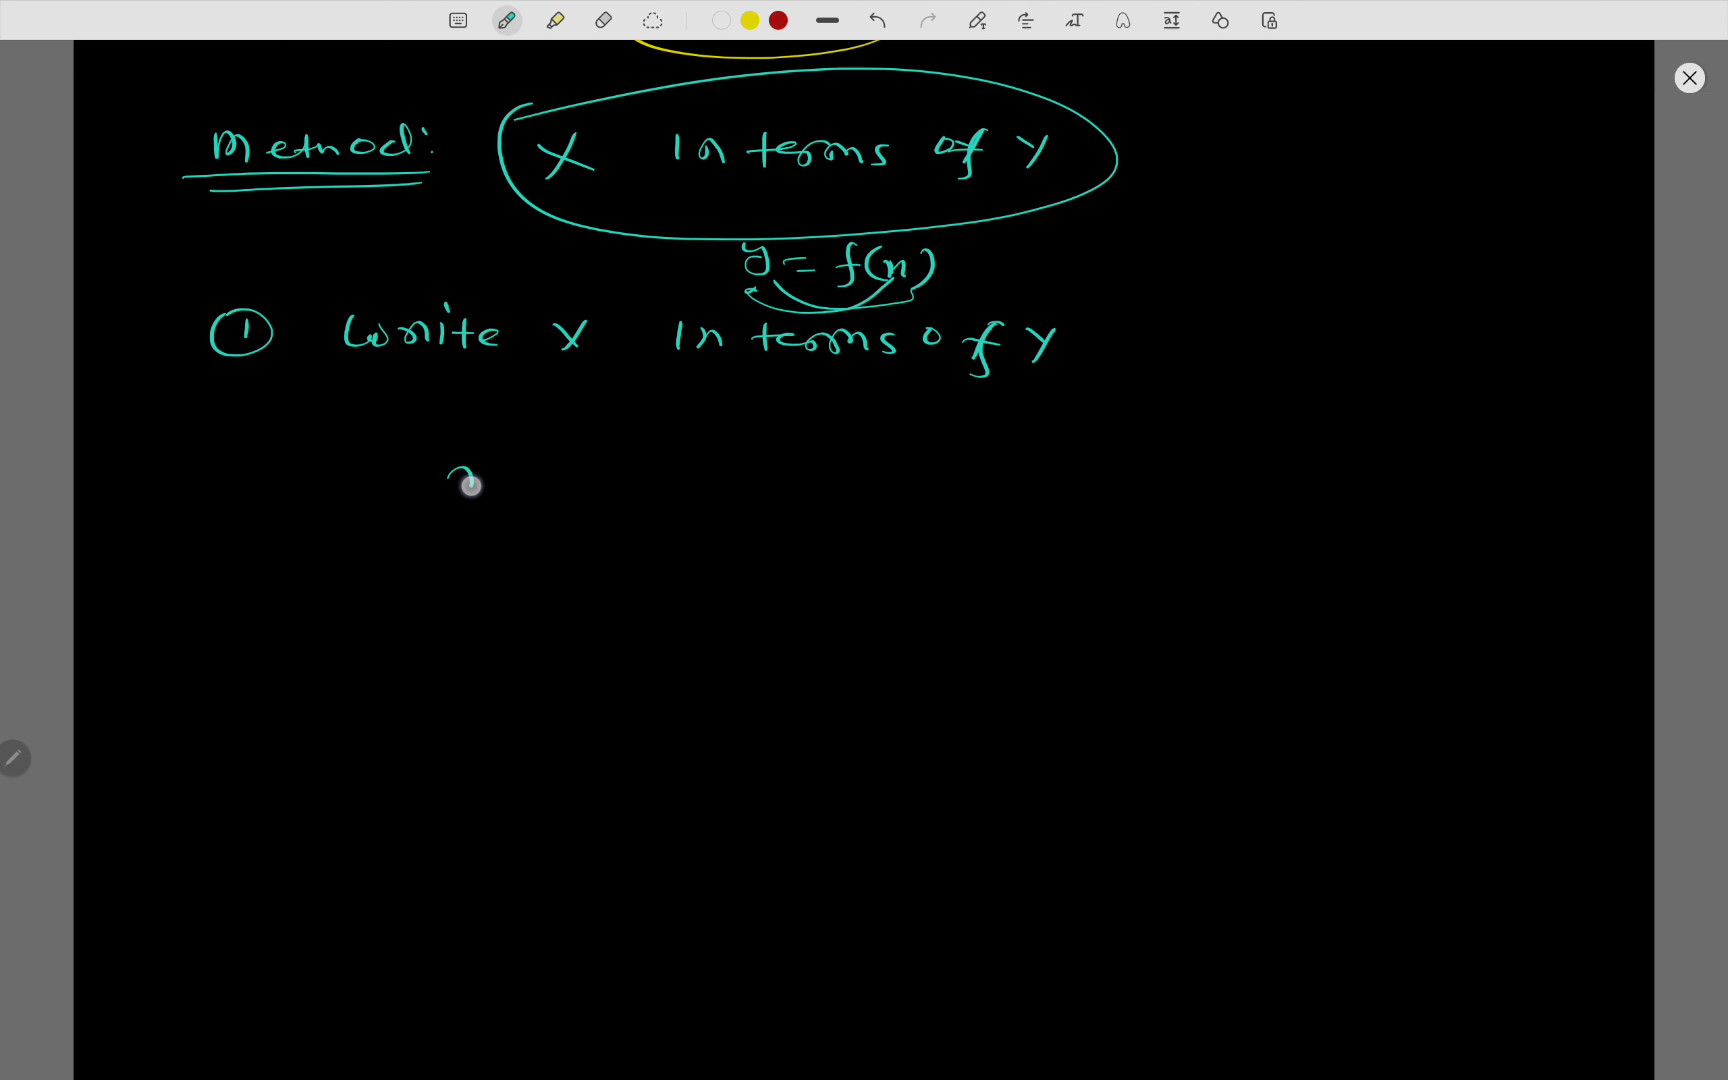 Method: X In terms of Y
y = f(x)
① Write X In terms of Y